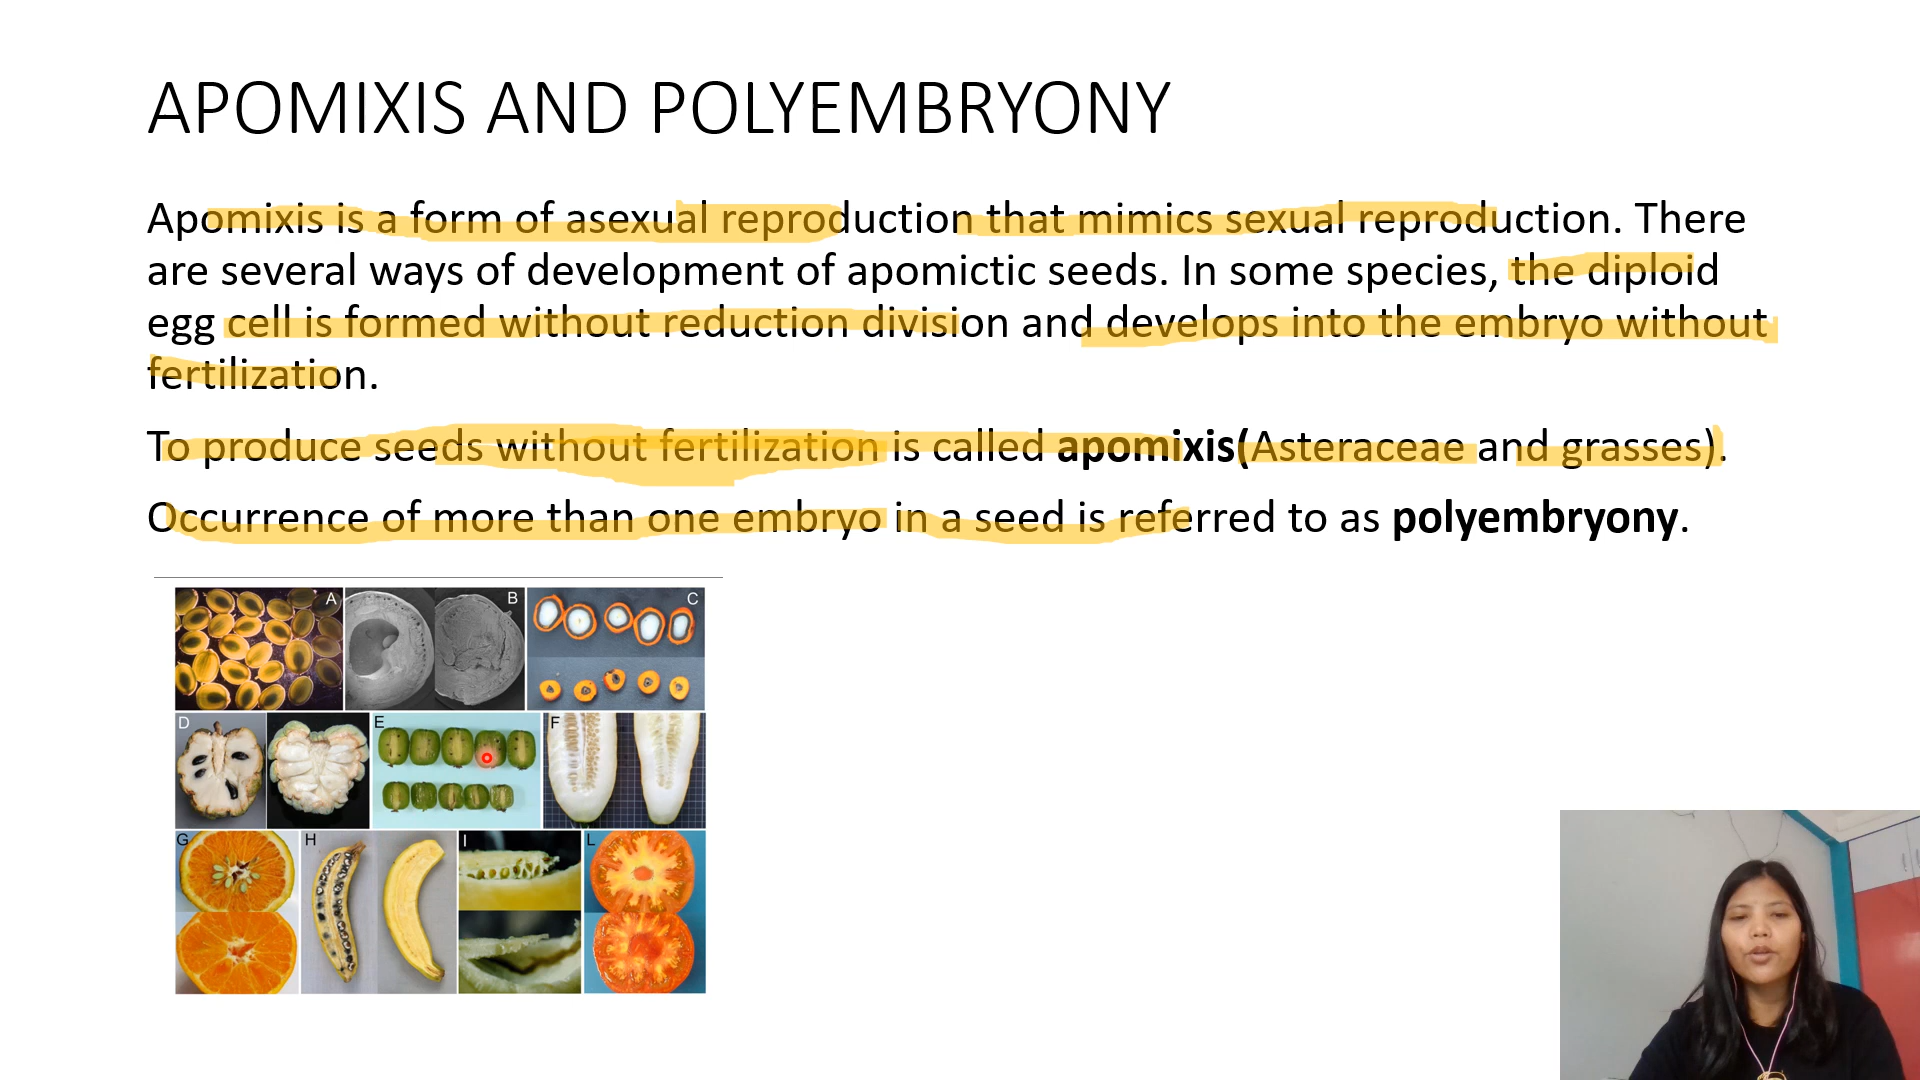 APOMIXIS AND POLYEMBRYONY
Apomixis is a form of asexual reproduction that mimics sexual reproduction. There
are several ways of development of apomictic seeds. In some species, the diploid
egg cell is formed without reduction division and develops into the embryo without
fertilization.
To produce seeds without fertilization is called apomixis(Asteraceae and grasses).
Occurrence of more than one embryo in a seed is referred to as polyembryony.
A B C
D E F
G H I L